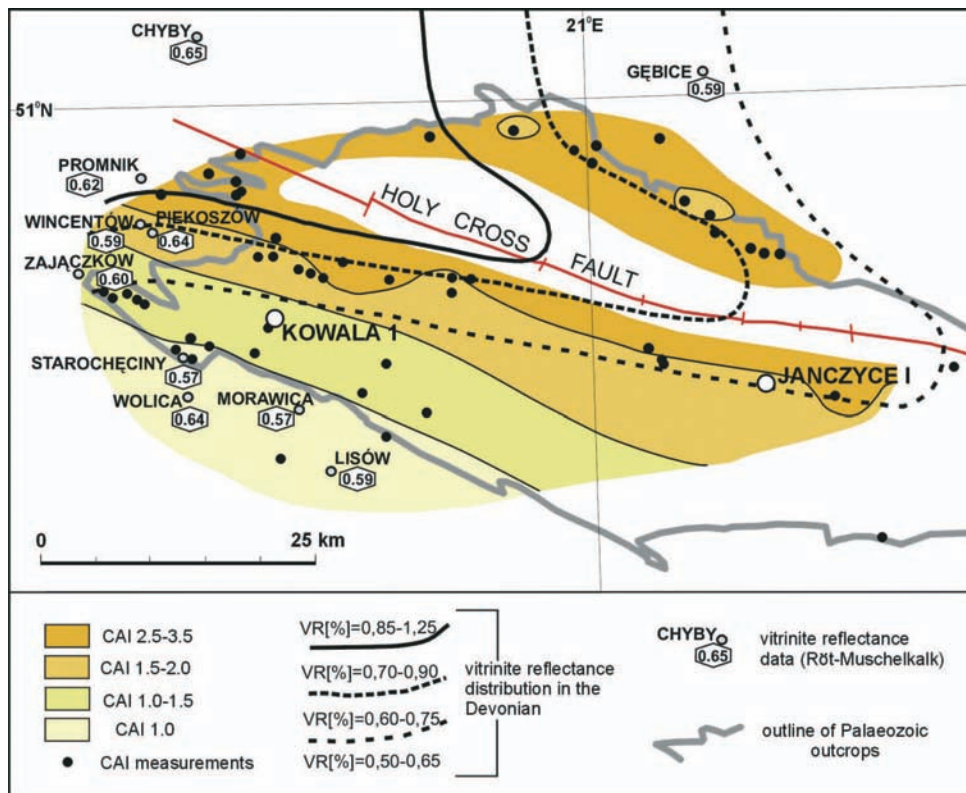 CHYBY
0.65
21°E
GĘBICE
0.59
51°N
PROMNIK
0.62
HOLY CROSS FAULT
WINCENTÓW
PIEKOSZÓW
0.59
0.64
ZAJĄCZKÓW
0.60
KOWALA 1
STAROCHĘCINY
0.57
JANCZYCE I
WOLICA
0.64
MORAWICA
0.57
LISÓW
0.59
0
25 km
CAI 2.5-3.5
CAI 1.5-2.0
CAI 1.0-1.5
CAI 1.0
CAI measurements
VR[%]=0,85-1,25
VR[%]=0,70-0,90
VR[%]=0,60-0,75
VR[%]=0,50-0,65
vitrinite reflectance
distribution in the
Devonian
CHYBY
0.65
vitrinite reflectance
data (Röt-Muschelkalk)
outline of Palaeozoic
outcrops